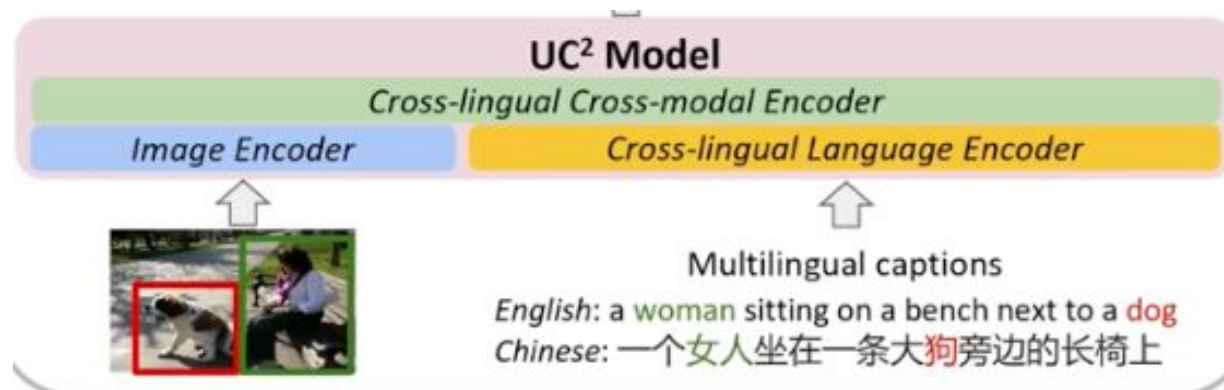 UC² Model
Cross-lingual Cross-modal Encoder
Image Encoder
Cross-lingual Language Encoder
Multilingual captions
English: a woman sitting on a bench next to a dog
Chinese: 一个女人坐在一条大狗旁边的长椅上